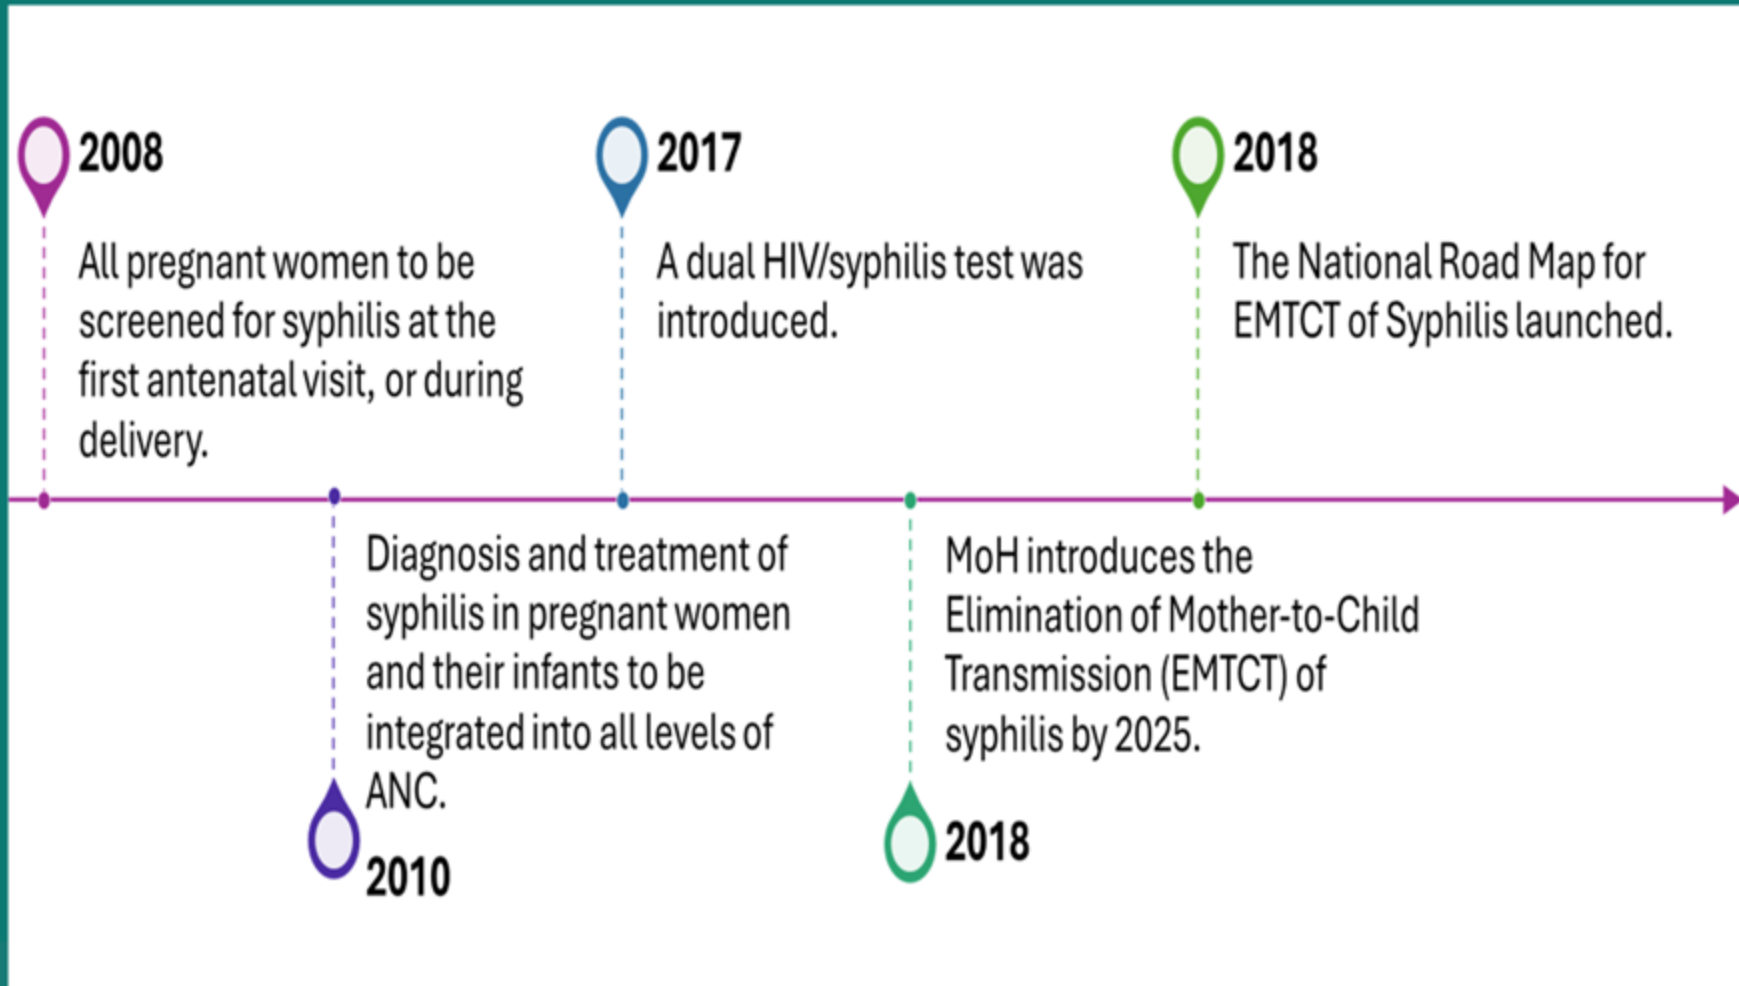 2008
All pregnant women to be
screened for syphilis at the
first antenatal visit, or during
delivery.
Diagnosis and treatment of
syphilis in pregnant women
and their infants to be
integrated into all levels of
ANC.
2010
2017
A dual HIV/syphilis test was
introduced.
MoH introduces the
Elimination of Mother-to-Child
Transmission (EMTCT) of
syphilis by 2025.
2018
2018
The National Road Map for
EMTCT of Syphilis launched.